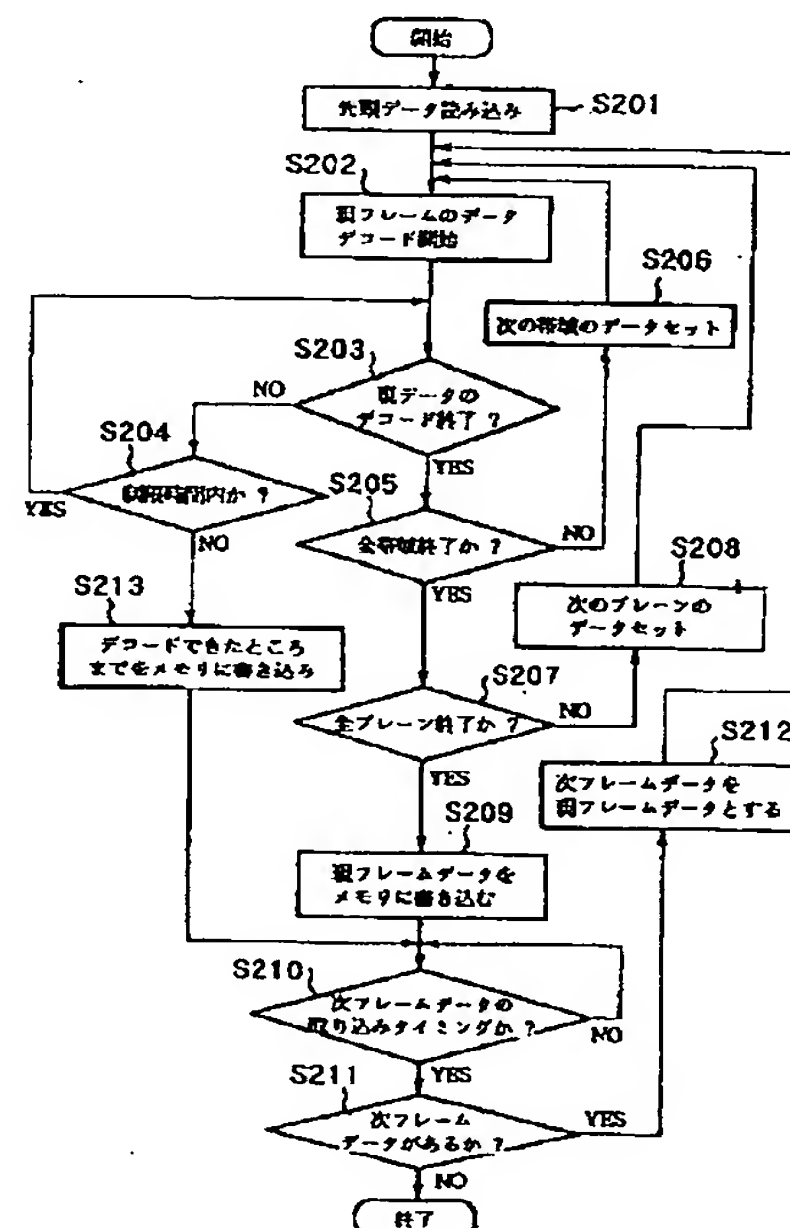 開始
先頭データ読み込み
S201
S202
現フレームのデータ
デコード開始
S206
次の帯域のデータセット
S203
現データの
デコード終了？
NO
YES
S204
制限時間内か？
YES
NO
S205
全帯域終了か？
NO
YES
S208
次のプレーンの
データセット
S213
デコードできたところ
までをメモリに書き込み
S207
全プレーン終了か？
NO
YES
S212
次フレームデータを
現フレームデータとする
S209
現フレームデータを
メモリに書き込む
S210
次フレームデータの
取り込みタイミングか？
NO
YES
S211
次フレーム
データがあるか？
YES
NO
終了